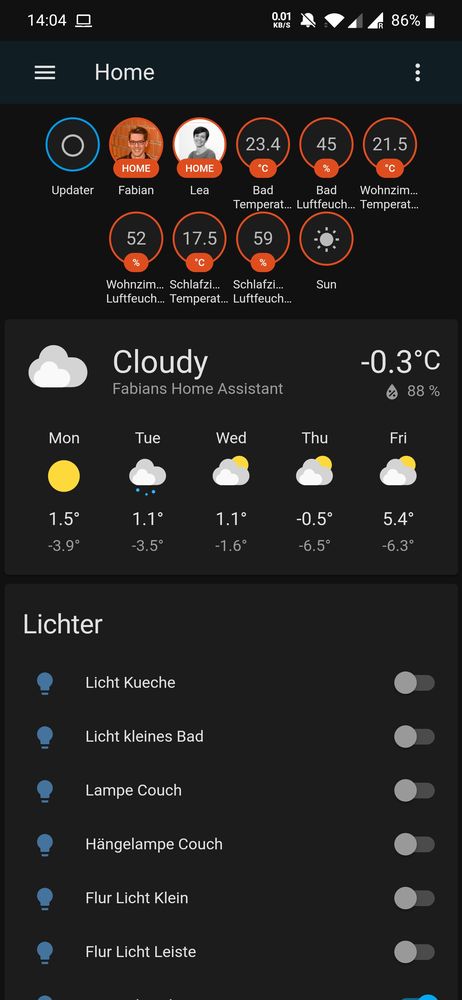 14:04
0.01
KB/S
86%
Home
23.4
45
21.5
HOME
HOME
°C
%
°C
Updater
Fabian
Lea
Bad
Temperat…
Bad
Luftfeuch…
Wohnzim…
Temperat…
52
17.5
59
%
°C
%
Wohnzim…
Luftfeuch…
Schlafzi…
Temperat…
Schlafzi…
Luftfeuch…
Sun
Cloudy
-0.3°C
Fabians Home Assistant
88 %
Mon Tue Wed Thu Fri
1.5° 1.1° 1.1° -0.5° 5.4°
-3.9° -3.5° -1.6° -6.5° -6.3°
Lichter
Licht Kueche
Licht kleines Bad
Lampe Couch
Hängelampe Couch
Flur Licht Klein
Flur Licht Leiste